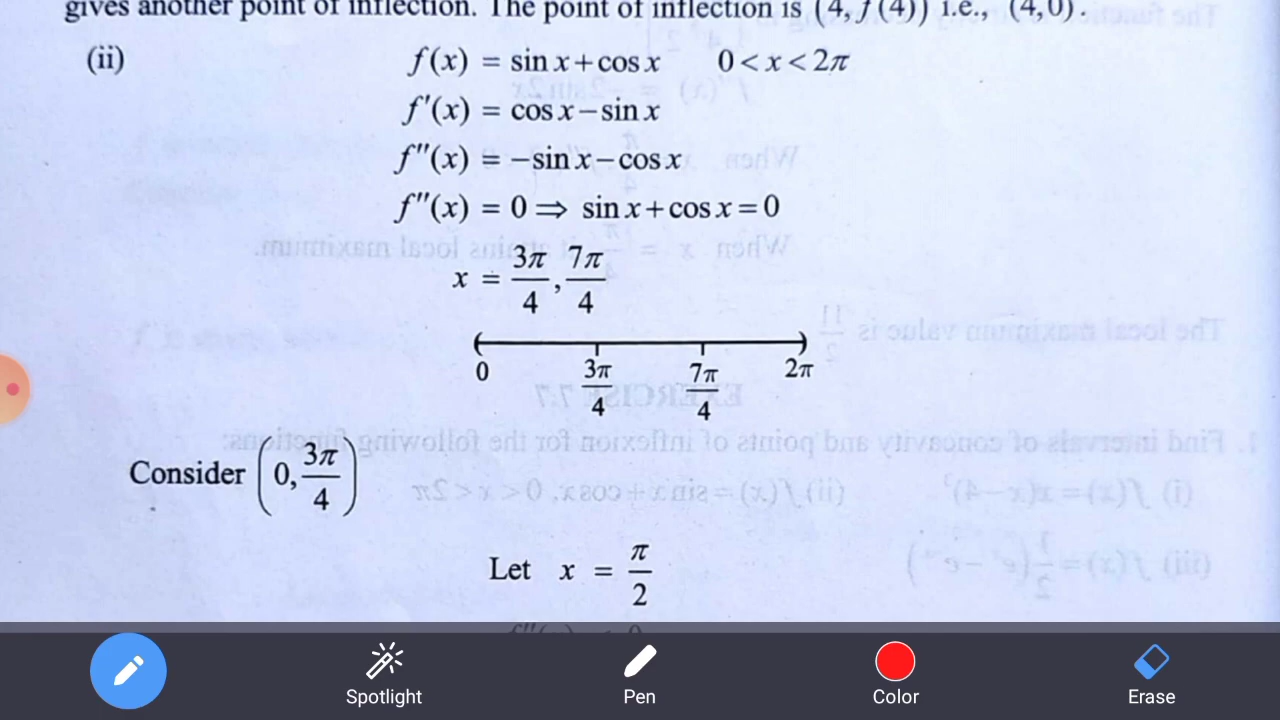 gives another point of inflection. The point of inflection is (4, f(4)) i.e., (4,0).
(ii) f(x) = sin x + cos x 0 < x < 2π
f'(x) = cos x − sin x
f''(x) = −sin x − cos x
f''(x) = 0 ⇒ sin x + cos x = 0
x = 3π/4, 7π/4
0 3π/4 7π/4 2π
Consider (0, 3π/4)
Let x = π/2
Spotlight Pen Color Erase